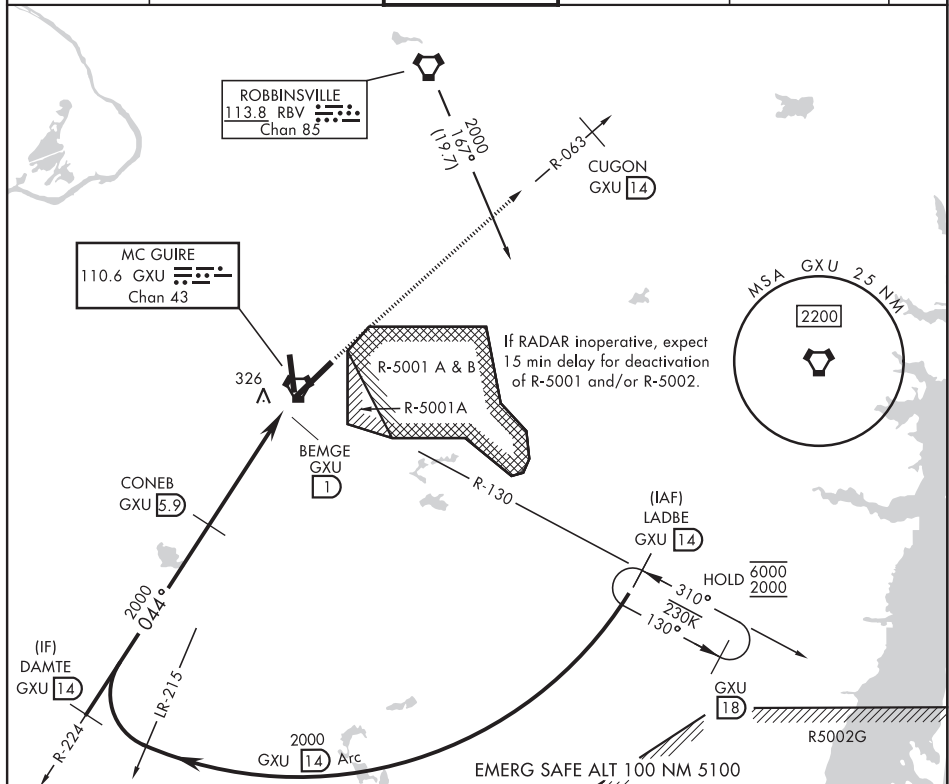 ROBBINSVILLE
113.8 RBV
Chan 85
2000
167°
(19.7)
R-063
CUGON
GXU 14
MC GUIRE
110.6 GXU
Chan 43
MSA GXU 25 NM
2200
If RADAR inoperative, expect
15 min delay for deactivation
of R-5001 and/or R-5002.
R-5001 A & B
R-5001A
326
BEMGE
GXU
1
CONEB
GXU 5.9
R-130
(IAF)
LADBE
GXU 14
HOLD 6000
2000
310°
230K
130°
2000
044°
(IF)
DAMTE
GXU 14
LR-215
R-224
GXU
18
R5002G
2000
GXU 14 Arc
EMERG SAFE ALT 100 NM 5100